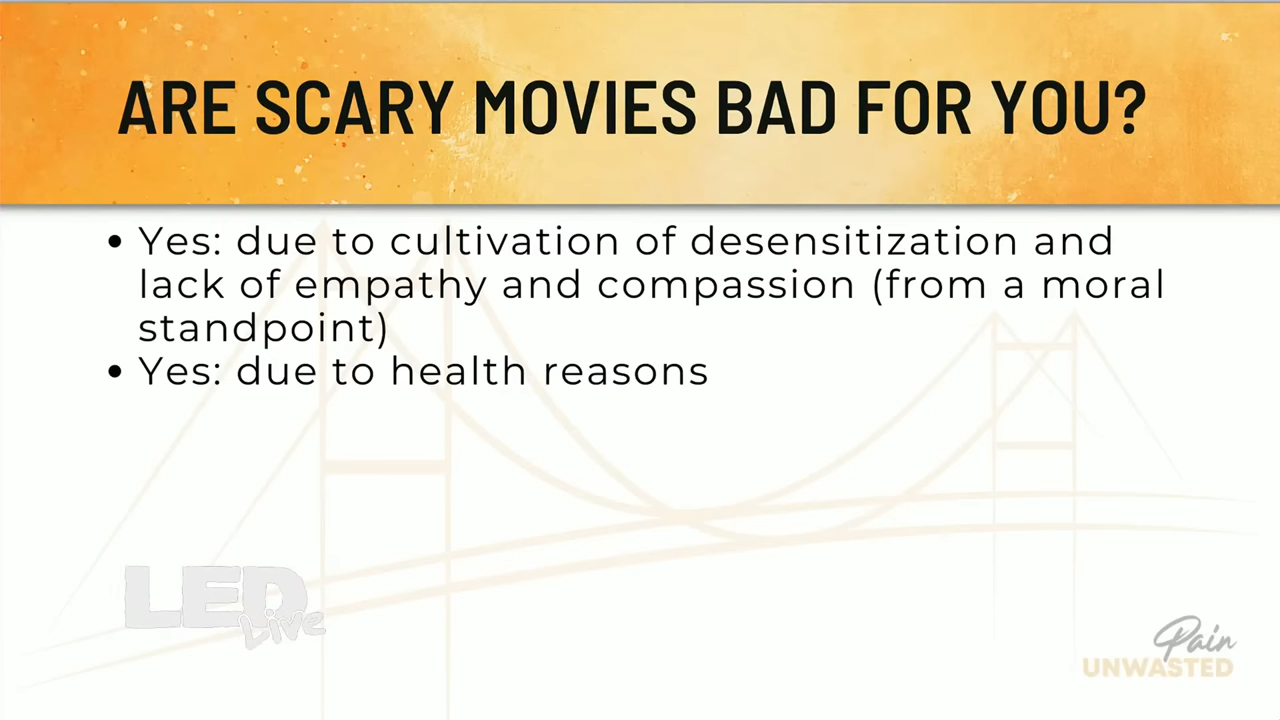 ARE SCARY MOVIES BAD FOR YOU?
• Yes: due to cultivation of desensitization and
lack of empathy and compassion (from a moral
standpoint)
• Yes: due to health reasons
LED
Live
Pain
UNWASTED